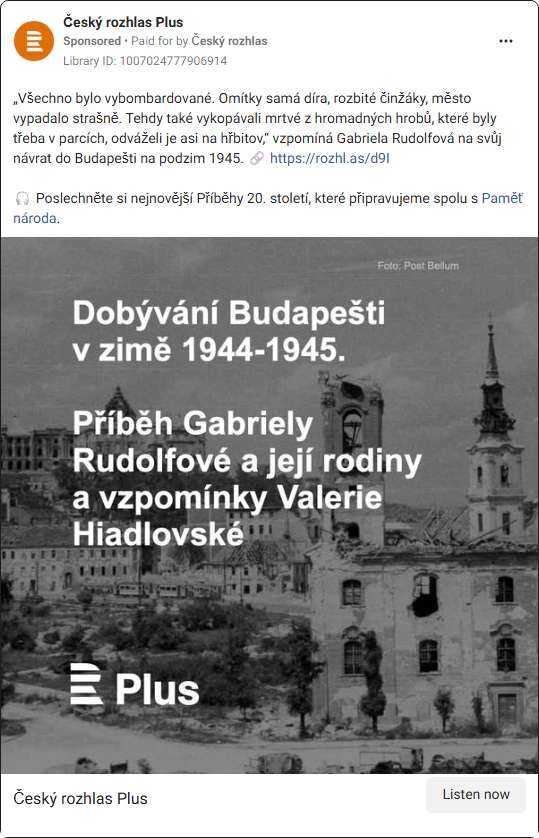 Český rozhlas Plus
Sponsored • Paid for by Český rozhlas
Library ID: 1007024777906914
„Všechno bylo vybombardované. Omítky samá díra, rozbité činžáky, město
vypadalo strašně. Tehdy také vykopávali mrtvé z hromadných hrobů, které byly
třeba v parcích, odváželi je asi na hřbitov,“ vzpomíná Gabriela Rudolfová na svůj
návrat do Budapešti na podzim 1945. 🔗 https://rozhl.as/d9I
🎧 Poslechněte si nejnovější Příběhy 20. století, které připravujeme spolu s Paměť
národa.
Foto: Post Bellum
Dobývání Budapešti
v zimě 1944-1945.
Příběh Gabriely
Rudolfové a její rodiny
a vzpomínky Valerie
Hiadlovské
Plus
Český rozhlas Plus
Listen now